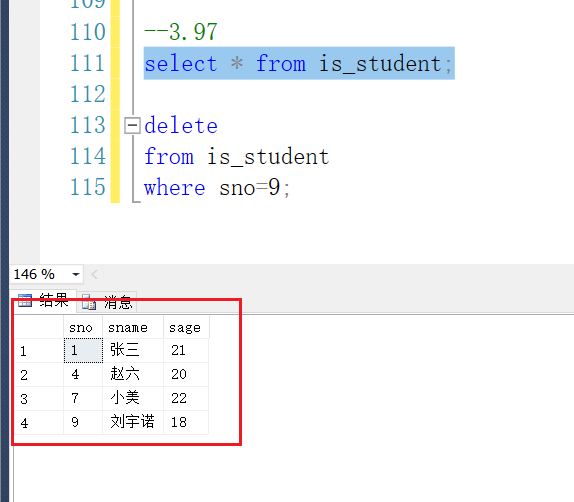 109
110 --3.97
111 select * from is_student;
112
113 delete
114 from is_student
115 where sno=9;
146 %
结果 消息
sno sname sage
1 1 张三 21
2 4 赵六 20
3 7 小美 22
4 9 刘宇诺 18